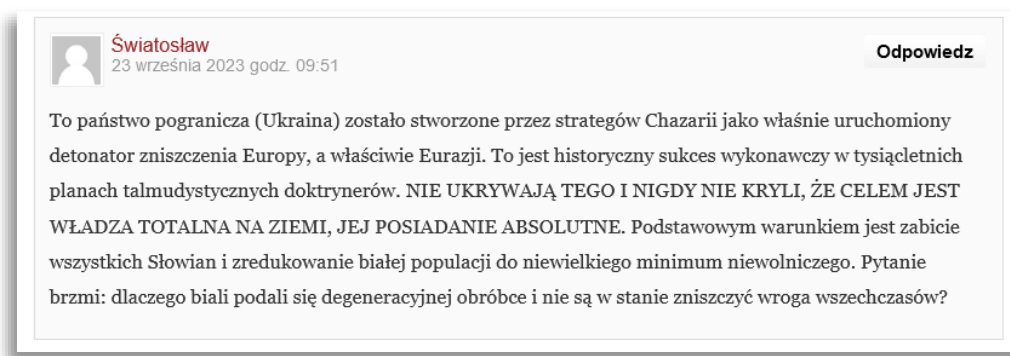 Światosław
23 września 2023 godz. 09:51
Odpowiedz
To państwo pogranicza (Ukraina) zostało stworzone przez strategów Chazarii jako właśnie uruchomiony
detonator zniszczenia Europy, a właściwie Eurazji. To jest historyczny sukces wykonawczy w tysiącletnich
planach talmudystycznych doktrynerów. NIE UKRYWAJĄ TEGO I NIGDY NIE KRYLI, ŻE CELEM JEST
WŁADZA TOTALNA NA ZIEMI, JEJ POSIADANIE ABSOLUTNE. Podstawowym warunkiem jest zabicie
wszystkich Słowian i zredukowanie białej populacji do niewielkiego minimum niewolniczego. Pytanie
brzmi: dlaczego biali podali się degeneracyjnej obróbce i nie są w stanie zniszczyć wroga wszechczasów?